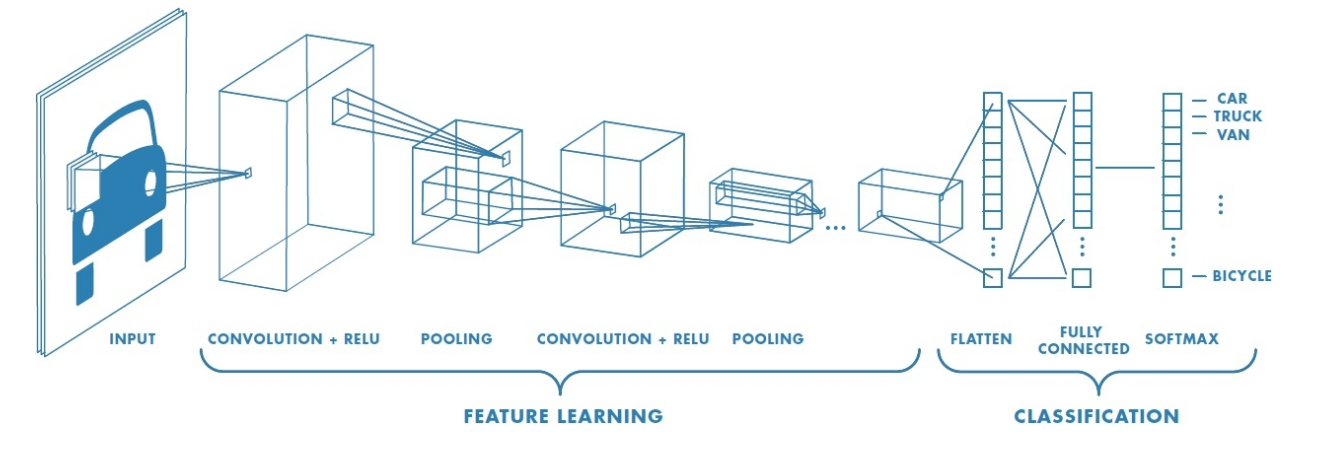 CAR
TRUCK
VAN
BICYCLE
INPUT
CONVOLUTION + RELU
POOLING
CONVOLUTION + RELU
POOLING
FLATTEN
FULLY
CONNECTED
SOFTMAX
FEATURE LEARNING
CLASSIFICATION